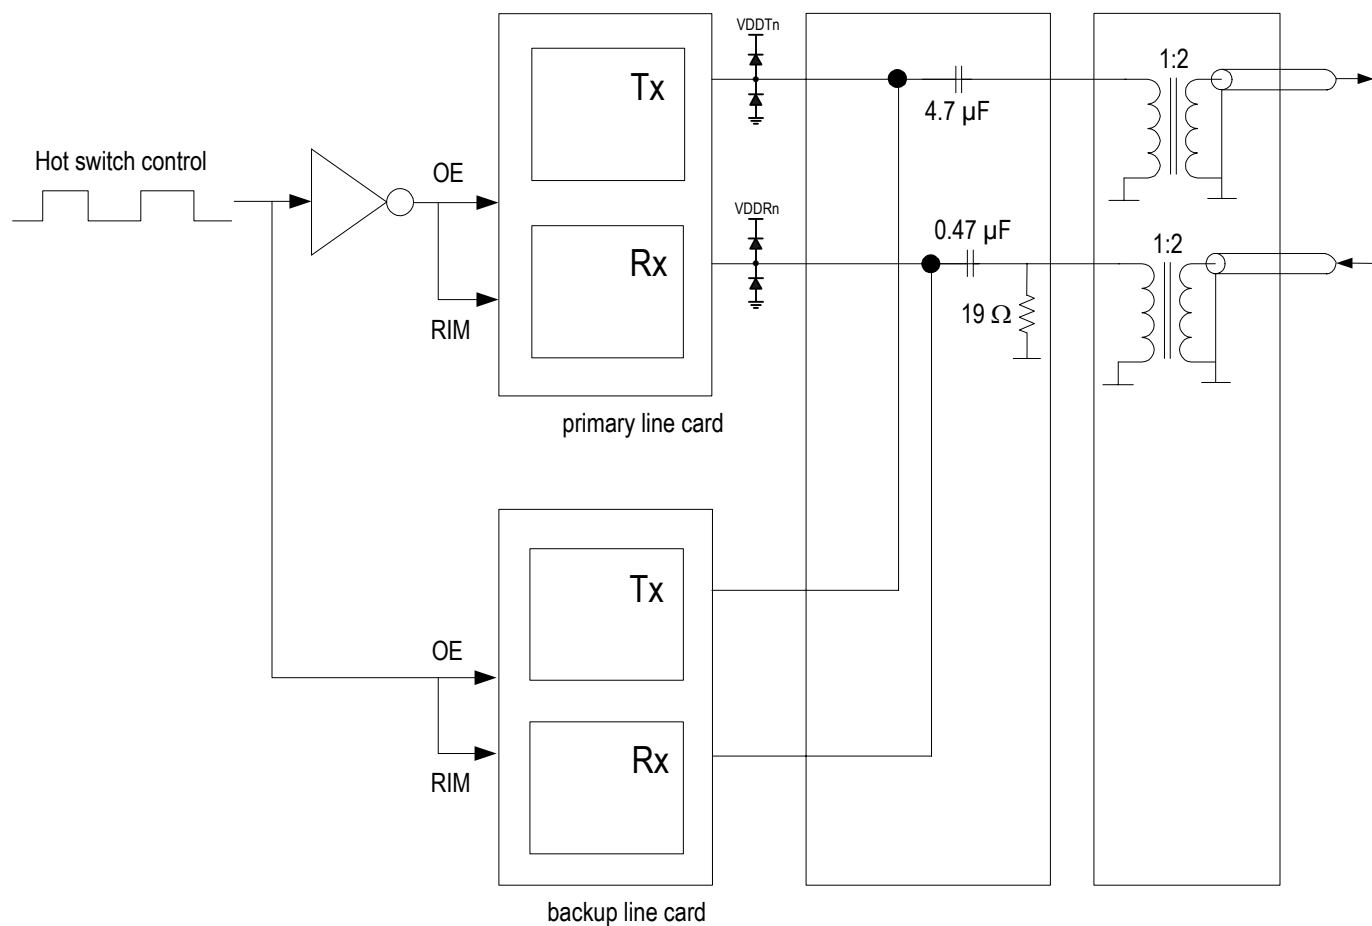 VDDTn
Tx
1:2
4.7 µF
Hot switch control
OE
VDDRn
0.47 µF
1:2
Rx
19 Ω
RIM
primary line card
Tx
OE
Rx
RIM
backup line card